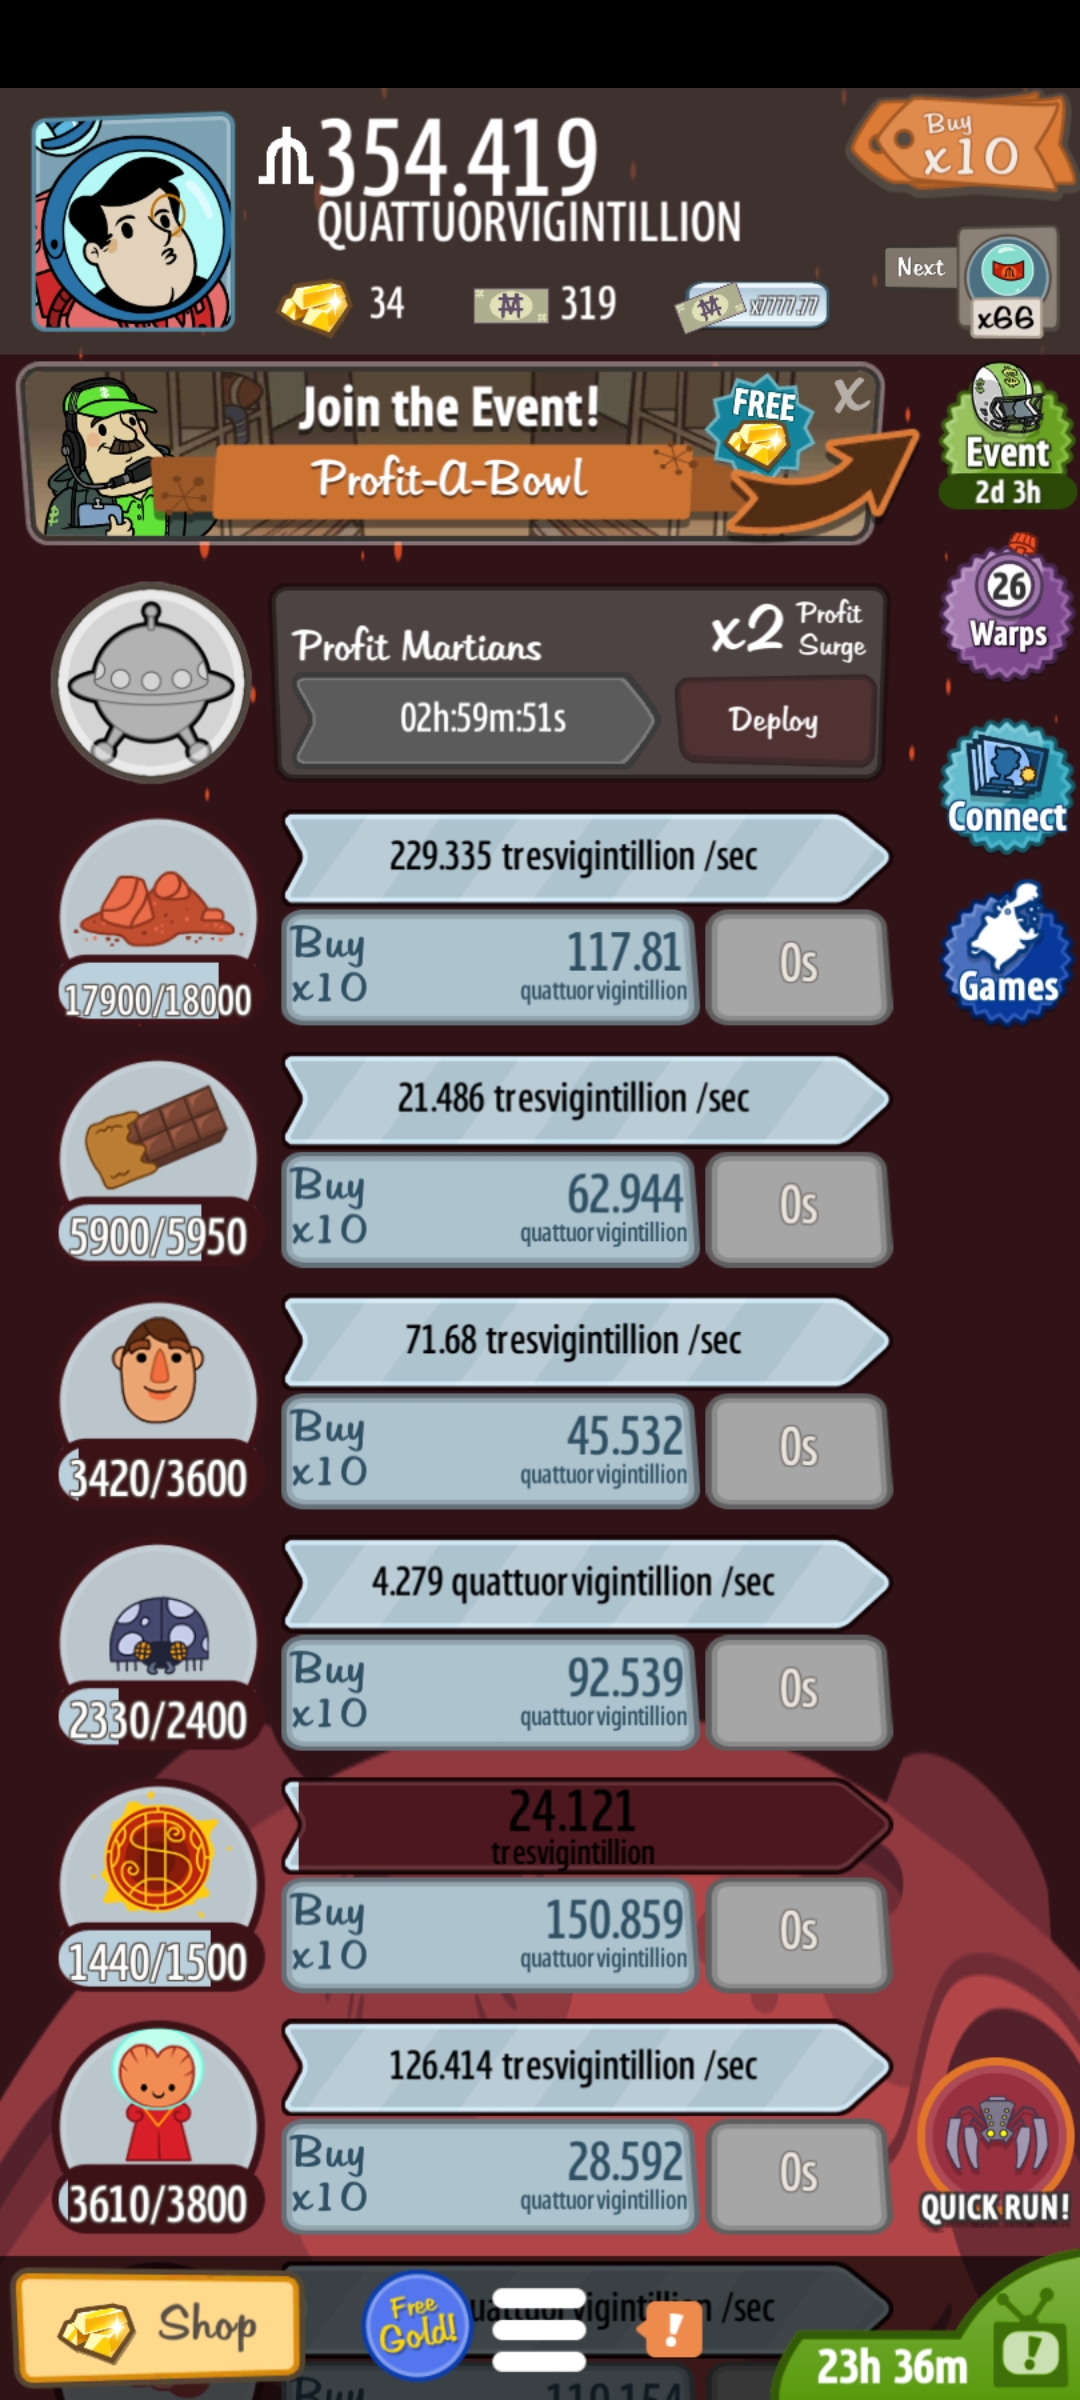 354.419
QUATTUORVIGINTILLION
Buy
x10
34
319
x7777.77
Next
x66
Join the Event!
Profit-A-Bowl
FREE
X
Event
2d 3h
Profit Martians
x2 Profit Surge
02h:59m:51s
Deploy
26
Warps
Connect
Games
229.335 tresvigintillion /sec
17900/18000
Buy x10
117.81
quattuorvigintillion
0s
21.486 tresvigintillion /sec
5900/5950
Buy x10
62.944
quattuorvigintillion
0s
71.68 tresvigintillion /sec
3420/3600
Buy x10
45.532
quattuorvigintillion
0s
4.279 quattuorvigintillion /sec
2330/2400
Buy x10
92.539
quattuorvigintillion
0s
24.121
tresvigintillion
1440/1500
Buy x10
150.859
quattuorvigintillion
0s
126.414 tresvigintillion /sec
3610/3800
Buy x10
28.592
quattuorvigintillion
0s
QUICK RUN!
Shop
Free Gold!
/sec
!
23h 36m
!
Buy